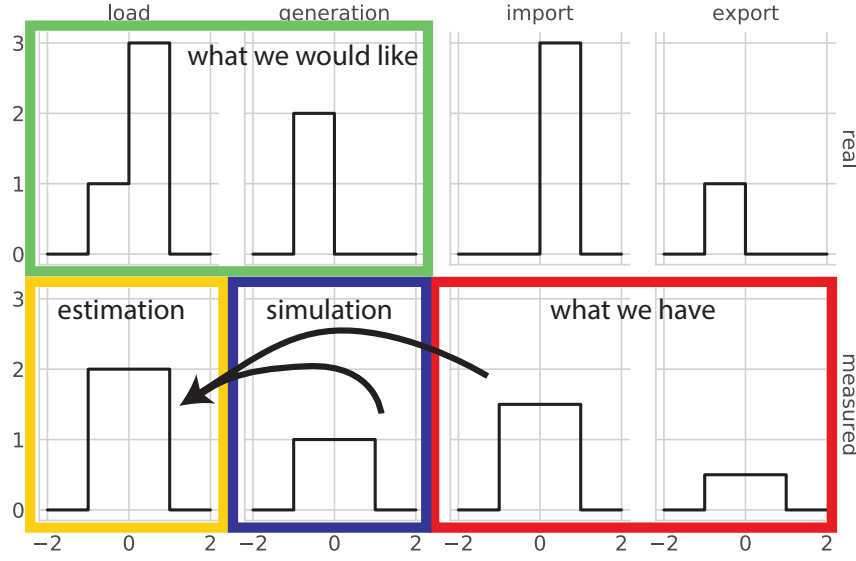 load generation import export
what we would like
3
2
1
0
real
estimation simulation what we have
3
2
1
0
measured
−2 0 2 −2 0 2 −2 0 2 −2 0 2